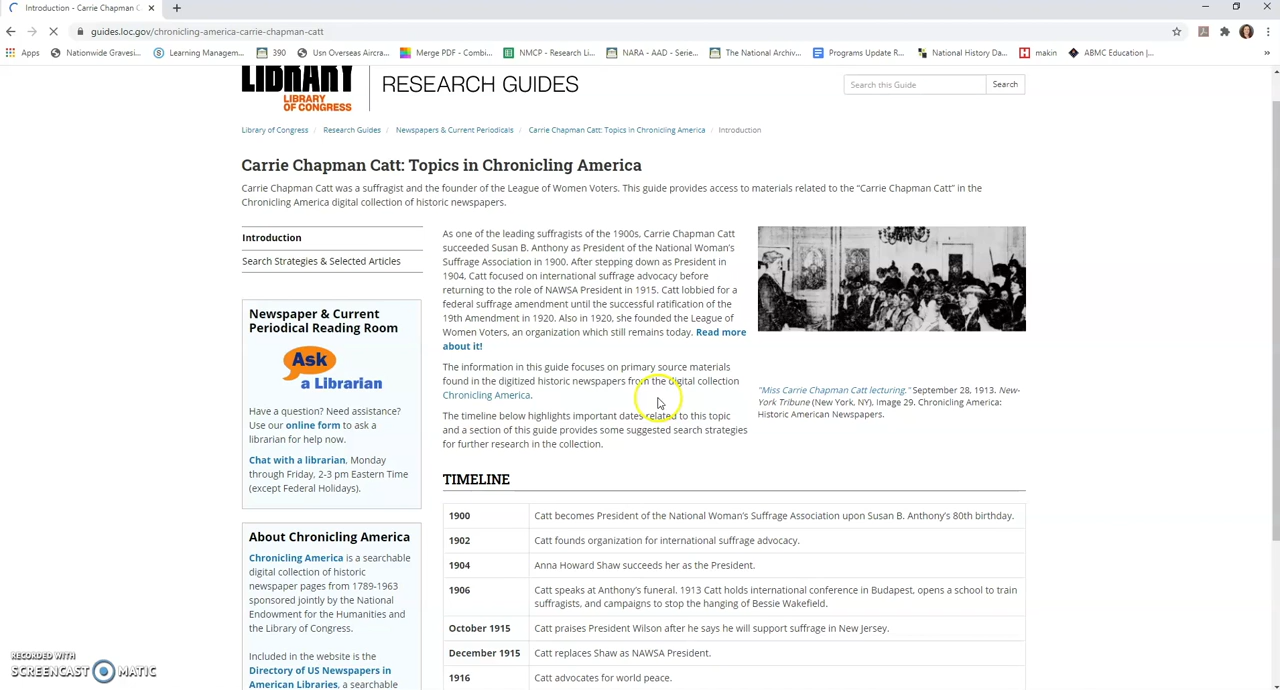 Introduction - Carrie Chapman C
guides.loc.gov/chronicling-america-carrie-chapman-catt
Apps Nationwide Gravesi... Learning Managem... 390 Usn Overseas Aircra... Merge PDF - Combi... NMCP - Research Li... NARA - AAD - Serie... The National Archiv... Programs Update R... National History Da... makin ABMC Education |... »
LIBRARY
LIBRARY
OF CONGRESS
RESEARCH GUIDES
Search this Guide Search
Library of Congress / Research Guides / Newspapers & Current Periodicals / Carrie Chapman Catt: Topics in Chronicling America / Introduction
Carrie Chapman Catt: Topics in Chronicling America
Carrie Chapman Catt was a suffragist and the founder of the League of Women Voters. This guide provides access to materials related to the “Carrie Chapman Catt” in the
Chronicling America digital collection of historic newspapers.
Introduction
Search Strategies & Selected Articles
Newspaper & Current
Periodical Reading Room
Ask
a Librarian
Have a question? Need assistance?
Use our online form to ask a
librarian for help now.
Chat with a librarian, Monday
through Friday, 2-3 pm Eastern Time
(except Federal Holidays).
About Chronicling America
Chronicling America is a searchable
digital collection of historic
newspaper pages from 1789-1963
sponsored jointly by the National
Endowment for the Humanities and
the Library of Congress.
Included in the website is the
Directory of US Newspapers in
American Libraries, a searchable
As one of the leading suffragists of the 1900s, Carrie Chapman Catt
succeeded Susan B. Anthony as President of the National Woman’s
Suffrage Association in 1900. After stepping down as President in
1904, Catt focused on international suffrage advocacy before
returning to the role of NAWSA President in 1915. Catt lobbied for a
federal suffrage amendment until the successful ratification of the
19th Amendment in 1920. Also in 1920, she founded the League of
Women Voters, an organization which still remains today. Read more
about it!
The information in this guide focuses on primary source materials
found in the digitized historic newspapers from the digital collection
Chronicling America.
The timeline below highlights important dates related to this topic
and a section of this guide provides some suggested search strategies
for further research in the collection.
"Miss Carrie Chapman Catt lecturing." September 28, 1913. New-
York Tribune (New York, NY), Image 29. Chronicling America:
Historic American Newspapers.
TIMELINE
1900 Catt becomes President of the National Woman’s Suffrage Association upon Susan B. Anthony’s 80th birthday.
1902 Catt founds organization for international suffrage advocacy.
1904 Anna Howard Shaw succeeds her as the President.
1906 Catt speaks at Anthony’s funeral. 1913 Catt holds international conference in Budapest, opens a school to train
suffragists, and campaigns to stop the hanging of Bessie Wakefield.
October 1915 Catt praises President Wilson after he says he will support suffrage in New Jersey.
December 1915 Catt replaces Shaw as NAWSA President.
1916 Catt advocates for world peace.
RECORDED WITH
SCREENCAST MATIC